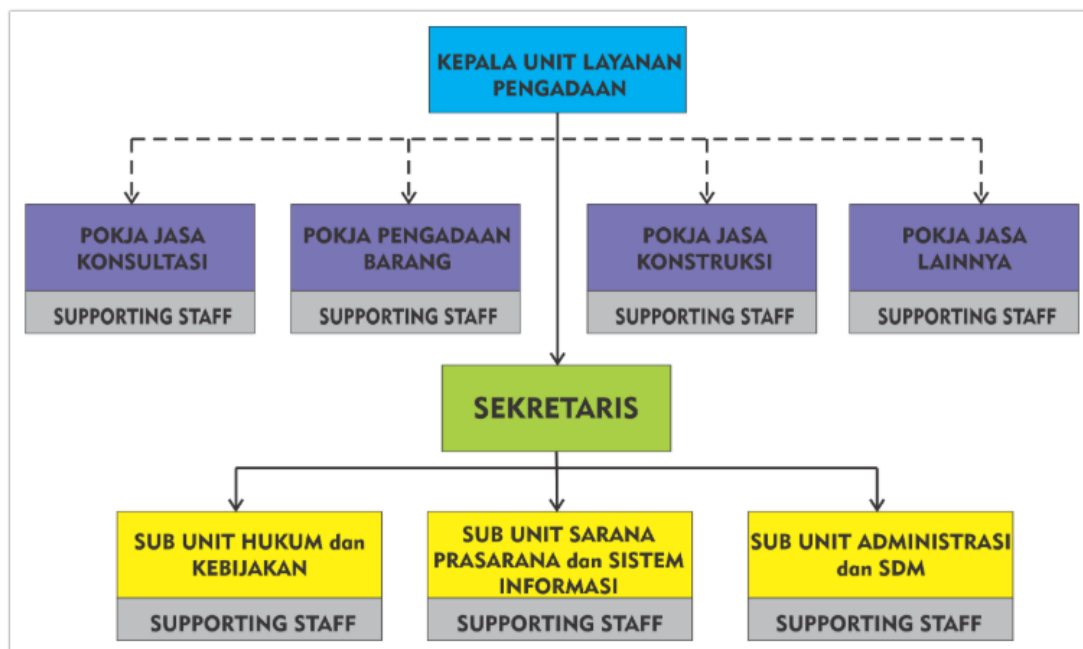 KEPALA UNIT LAYANAN
PENGADAAN
POKJA JASA
KONSULTASI
SUPPORTING STAFF
POKJA PENGADAAN
BARANG
SUPPORTING STAFF
POKJA JASA
KONSTRUKSI
SUPPORTING STAFF
POKJA JASA
LAINNYA
SUPPORTING STAFF
SEKRETARIS
SUB UNIT HUKUM dan
KEBIJAKAN
SUPPORTING STAFF
SUB UNIT SARANA
PRASARANA dan SISTEM
INFORMASI
SUPPORTING STAFF
SUB UNIT ADMINISTRASI
dan SDM
SUPPORTING STAFF